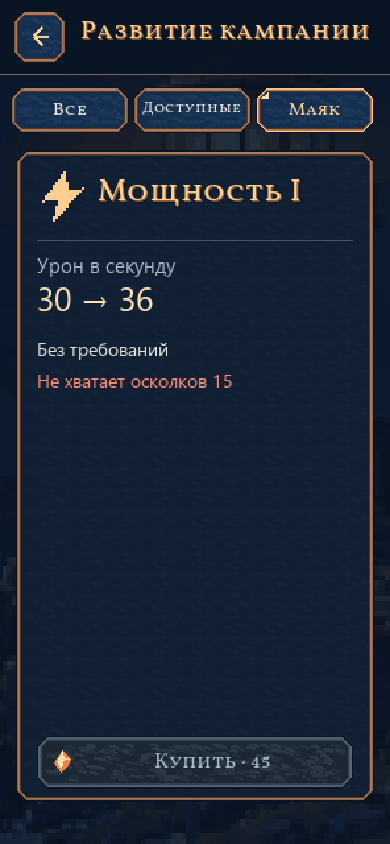 Развитие кампании
Все
Доступные
Маяк
Мощность I
Урон в секунду
30 → 36
Без требований
Не хватает осколков 15
Купить · 45